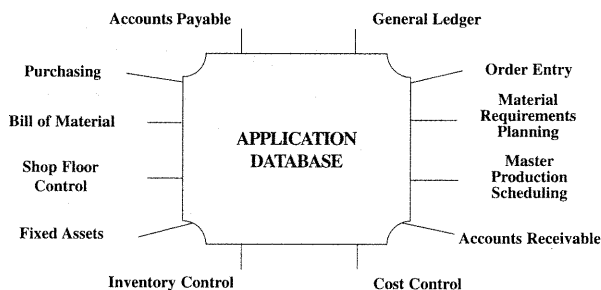 Accounts Payable
General Ledger
Purchasing
Order Entry
Bill of Material
Material
Requirements
Planning
APPLICATION
DATABASE
Shop Floor
Control
Master
Production
Scheduling
Fixed Assets
Accounts Receivable
Inventory Control
Cost Control